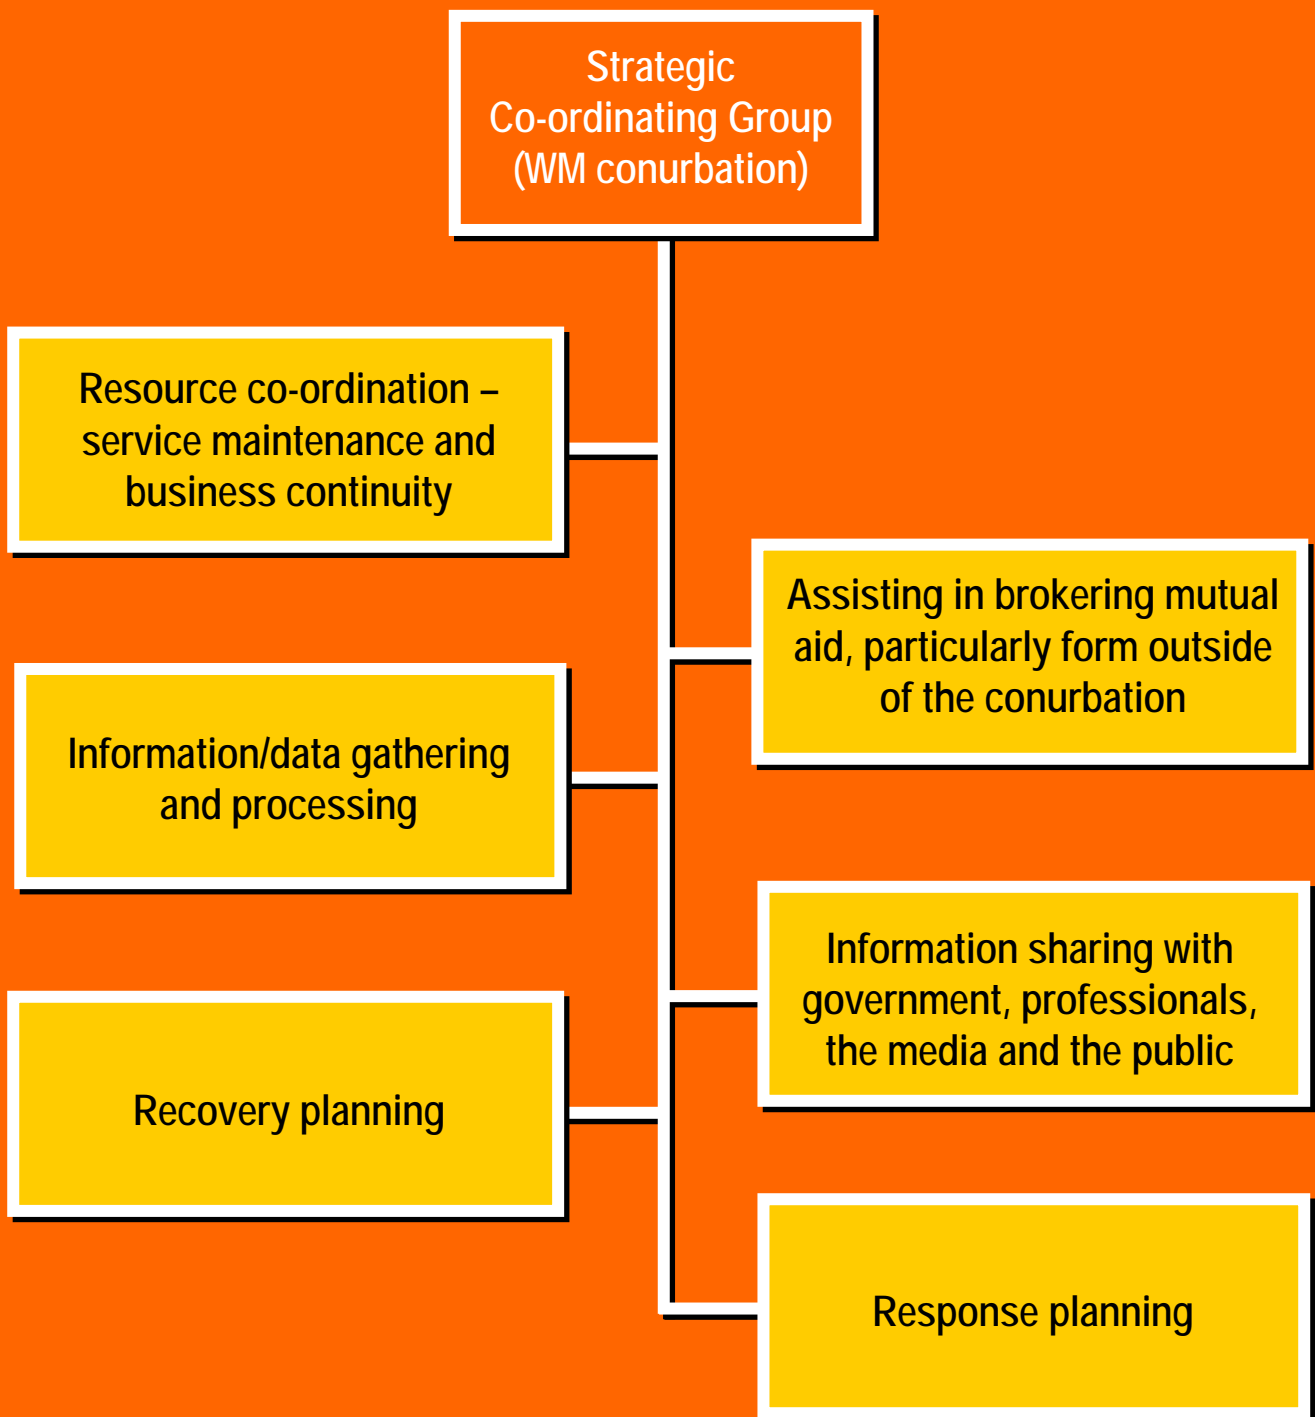 Strategic
Co-ordinating Group
(WM conurbation)
Resource co-ordination –
service maintenance and
business continuity
Assisting in brokering mutual
aid, particularly form outside
of the conurbation
Information/data gathering
and processing
Information sharing with
government, professionals,
the media and the public
Recovery planning
Response planning